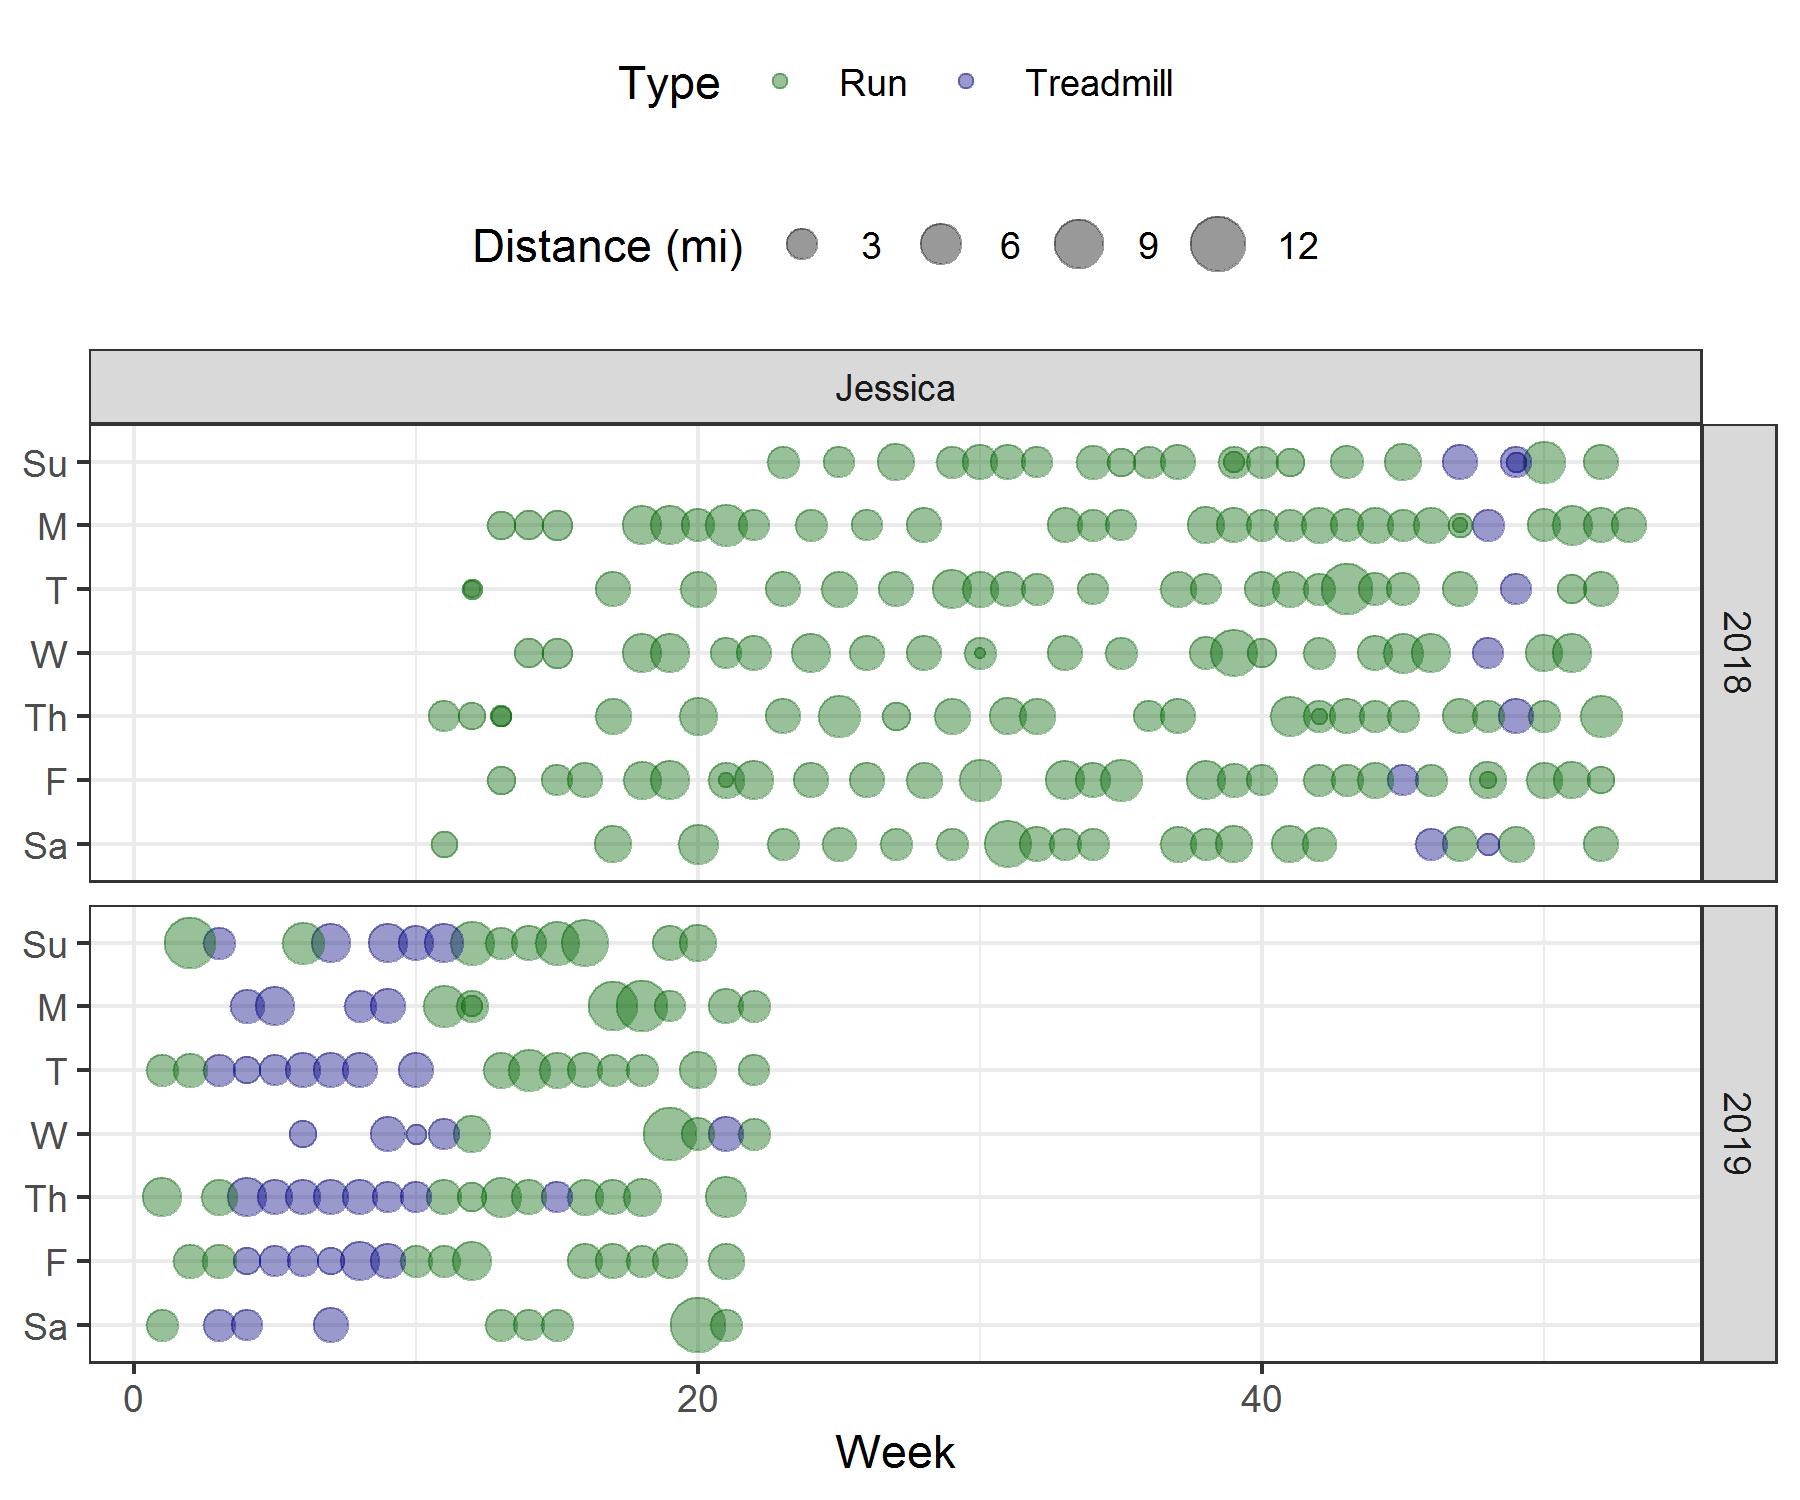 Type Run Treadmill
Distance (mi) 3 6 9 12
Jessica
Su
M
T
W
Th
F
Sa
2018
Su
M
T
W
Th
F
Sa
2019
0 20 40
Week